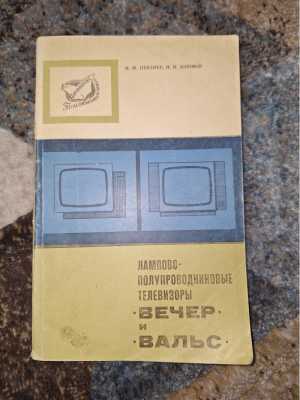 ЛАМПОВО-
ПОЛУПРОВОДНИКОВЫЕ
ТЕЛЕВИЗОРЫ
·ВЕЧЕР·
И
·ВАЛЬС·